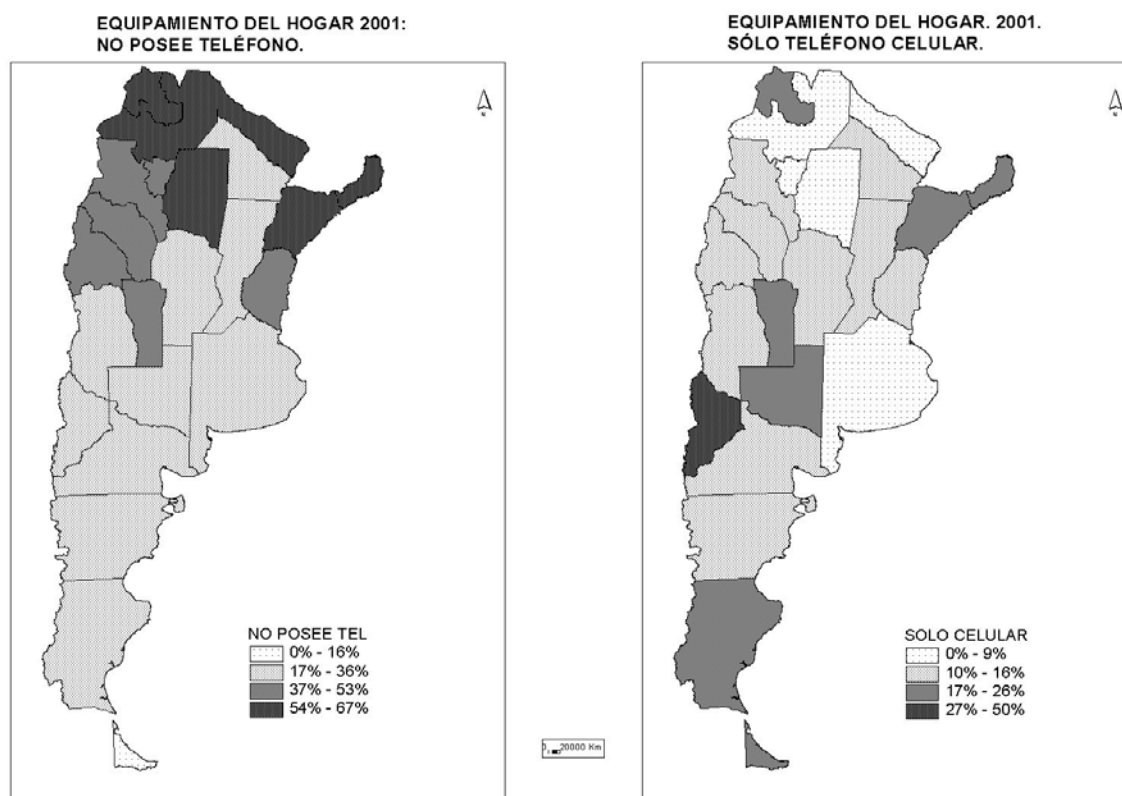 EQUIPAMIENTO DEL HOGAR 2001:
NO POSEE TELÉFONO.
N
NO POSEE TEL
0% - 16%
17% - 36%
37% - 53%
54% - 67%
EQUIPAMIENTO DEL HOGAR. 2001.
SÓLO TELÉFONO CELULAR.
N
SOLO CELULAR
0% - 9%
10% - 16%
17% - 26%
27% - 50%
0 20000 Km